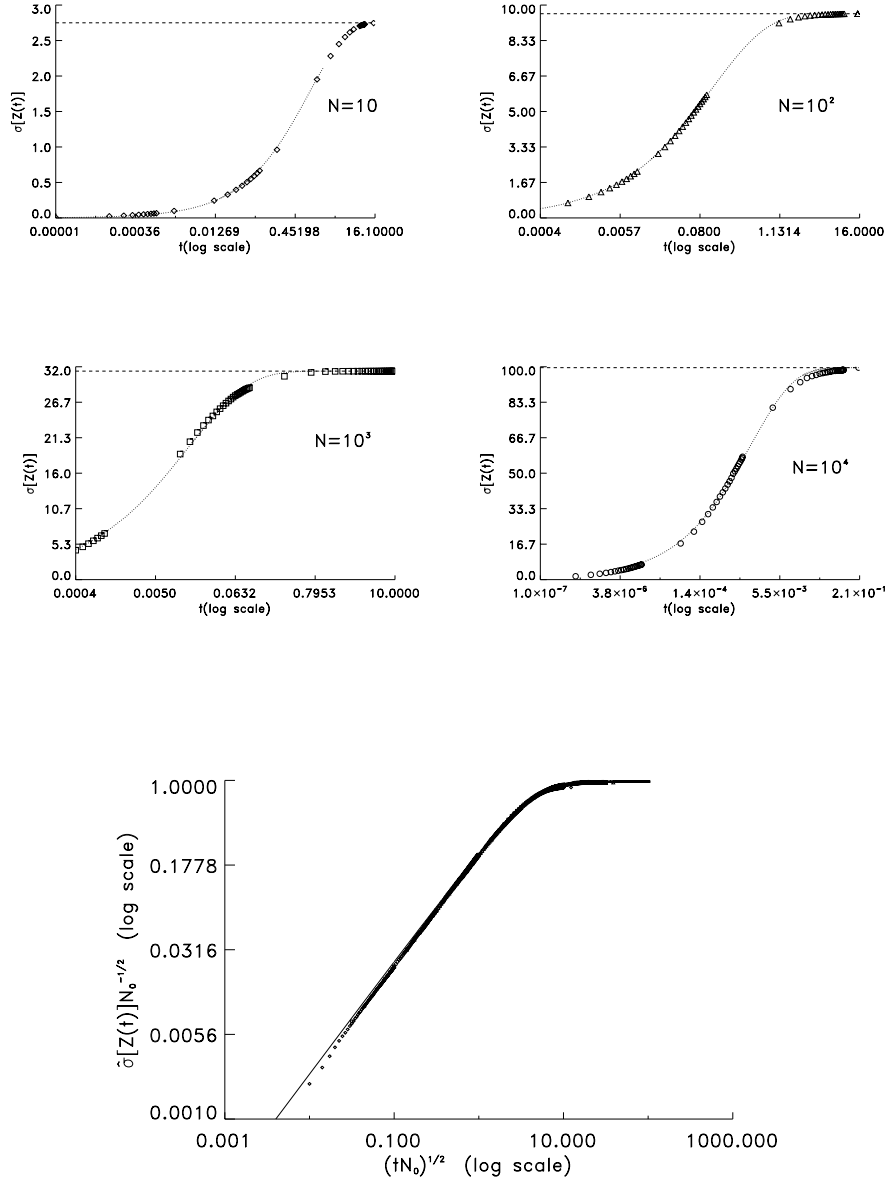 3.0
2.5
2.0
1.5
1.0
0.5
0.0
σ[Z(t)]
N=10
0.00001 0.00036 0.01269 0.45198 16.10000
t(log scale)
10.00
8.33
6.67
5.00
3.33
1.67
0.00
σ[Z(t)]
N=10²
0.0004 0.0057 0.0800 1.1314 16.0000
t(log scale)
32.0
26.7
21.3
16.0
10.7
5.3
0.0
σ[Z(t)]
N=10³
0.0004 0.0050 0.0632 0.7953 10.0000
t(log scale)
100.0
83.3
66.7
50.0
33.3
16.7
0.0
σ[Z(t)]
N=10⁴
1.0×10⁻⁷ 3.8×10⁻⁶ 1.4×10⁻⁴ 5.5×10⁻³ 2.1×10⁻¹
t(log scale)
1.0000
0.1778
0.0316
0.0056
0.0010
σ̂[Z(t)]N₀⁻¹/² (log scale)
0.001 0.100 10.000 1000.000
(tN₀)¹/² (log scale)